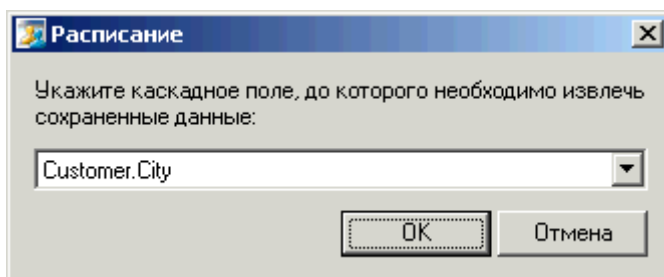 Расписание
Укажите каскадное поле, до которого необходимо извлечь
сохраненные данные:
Customer.City
OK
Отмена